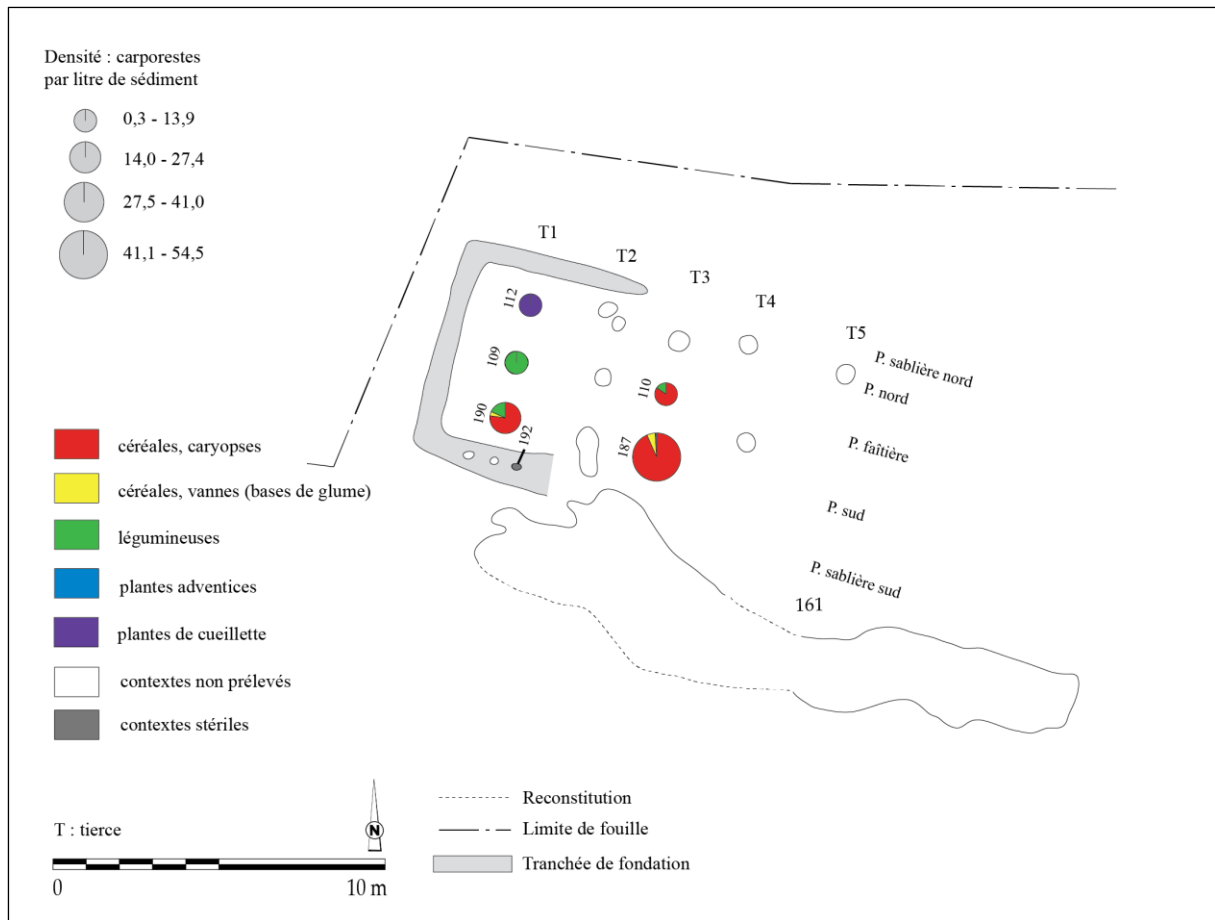 Densité : carporestes
par litre de sédiment
0,3 - 13,9
14,0 - 27,4
27,5 - 41,0
41,1 - 54,5
T1
T2
T3
T4
T5
P. sablière nord
P. nord
P. faîtière
P. sud
P. sablière sud
112
109
190
192
110
187
161
céréales, caryopses
céréales, vannes (bases de glume)
légumineuses
plantes adventices
plantes de cueillette
contextes non prélevés
contextes stériles
T : tierce
0
10 m
N
Reconstitution
Limite de fouille
Tranchée de fondation